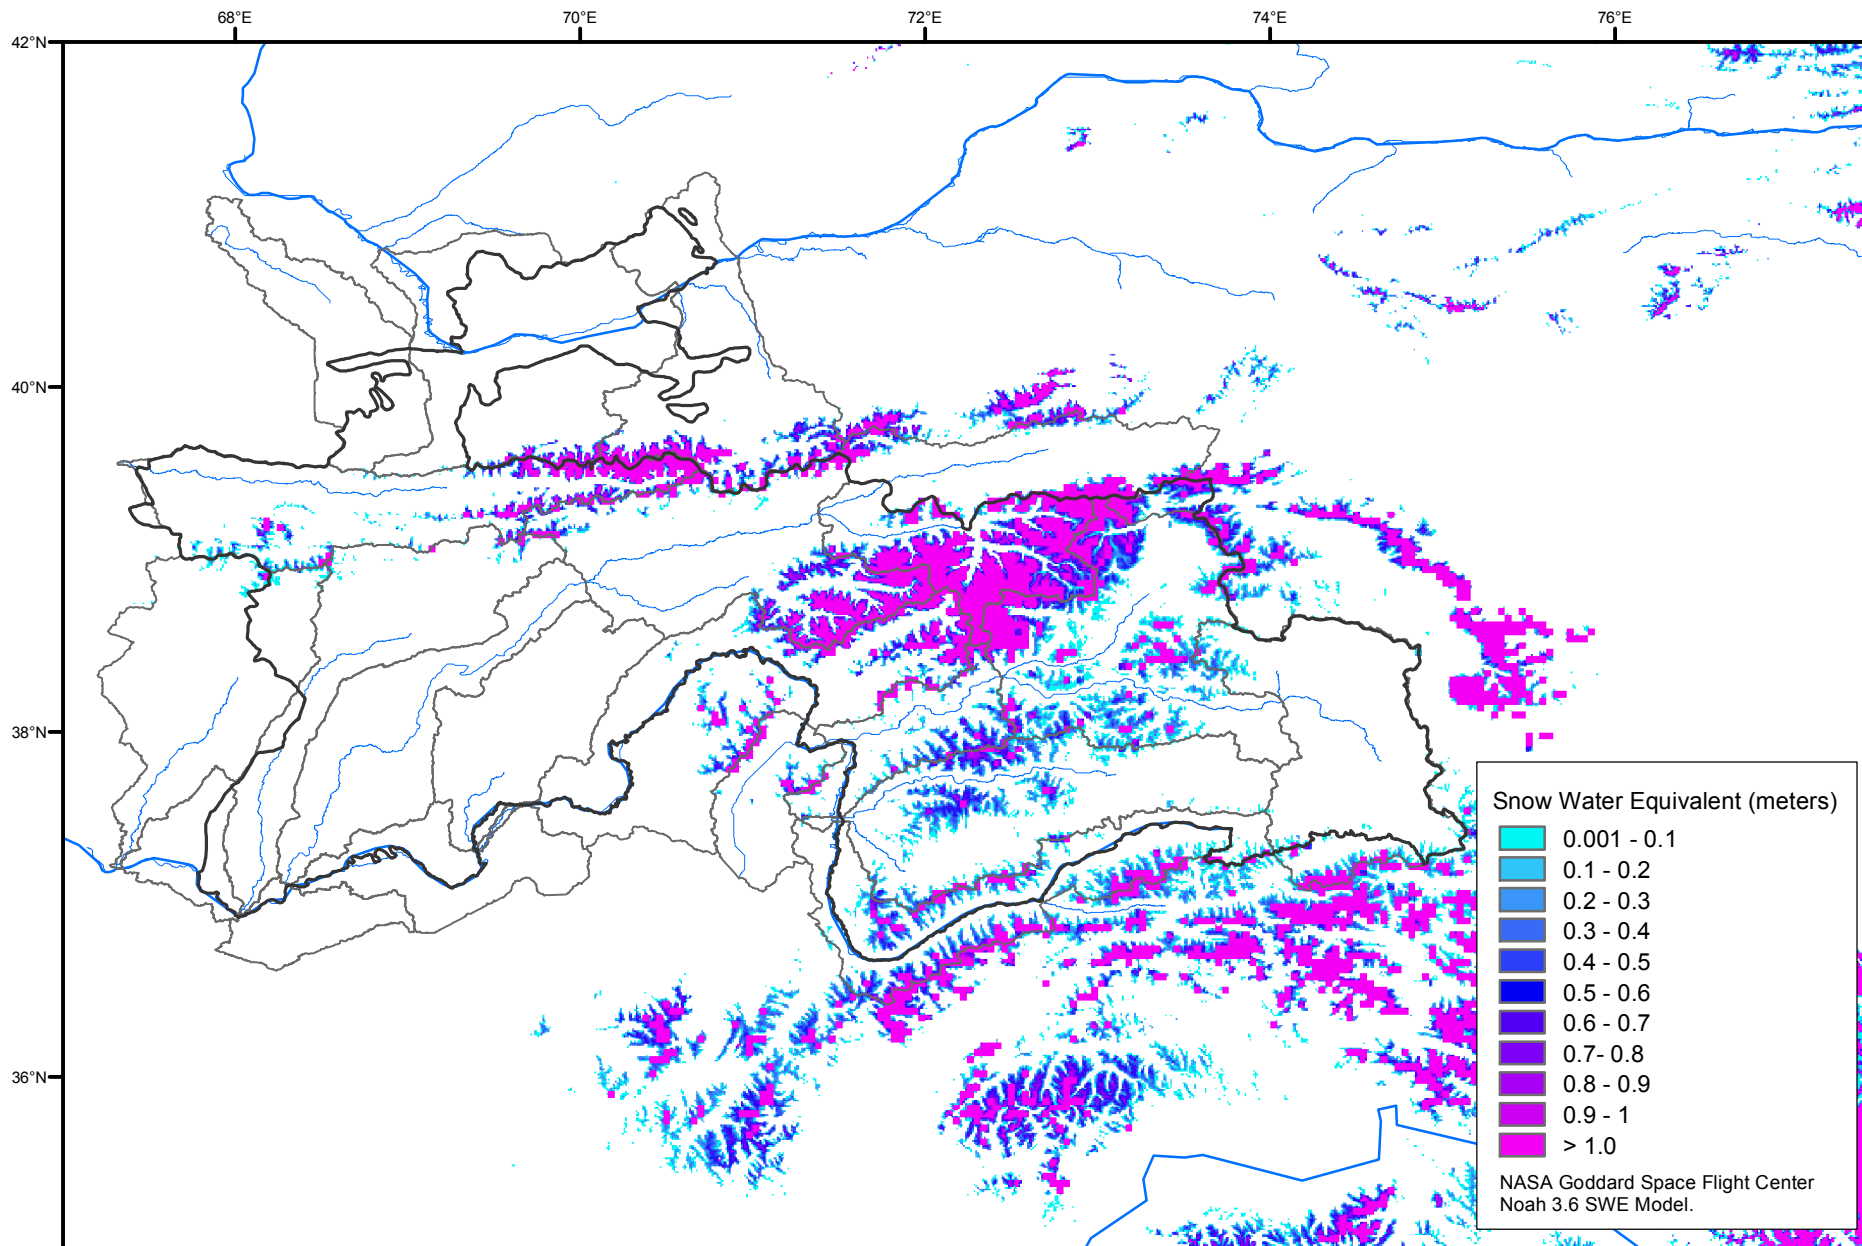 68°E
70°E
72°E
74°E
76°E
42°N
40°N
38°N
36°N
Snow Water Equivalent (meters)
0.001 - 0.1
0.1 - 0.2
0.2 - 0.3
0.3 - 0.4
0.4 - 0.5
0.5 - 0.6
0.6 - 0.7
0.7- 0.8
0.8 - 0.9
0.9 - 1
> 1.0
NASA Goddard Space Flight Center
Noah 3.6 SWE Model.